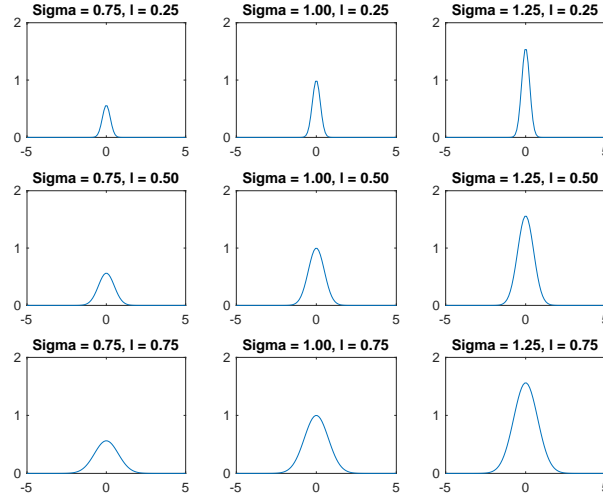 Sigma = 0.75, l = 0.25
Sigma = 1.00, l = 0.25
Sigma = 1.25, l = 0.25
2
1
0
-5 0 5
2
1
0
-5 0 5
2
1
0
-5 0 5
Sigma = 0.75, l = 0.50
Sigma = 1.00, l = 0.50
Sigma = 1.25, l = 0.50
2
1
0
-5 0 5
2
1
0
-5 0 5
2
1
0
-5 0 5
Sigma = 0.75, l = 0.75
Sigma = 1.00, l = 0.75
Sigma = 1.25, l = 0.75
2
1
0
-5 0 5
2
1
0
-5 0 5
2
1
0
-5 0 5